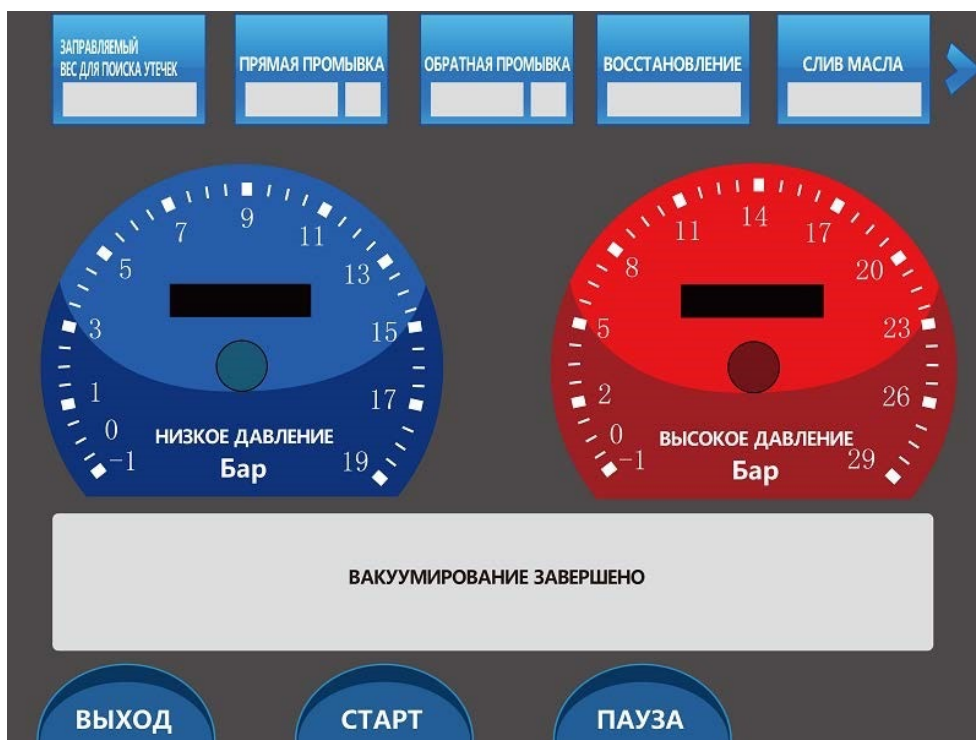 ЗАПРАВЛЯЕМЫЙ
ВЕС ДЛЯ ПОИСКА УТЕЧЕК
ПРЯМАЯ ПРОМЫВКА
ОБРАТНАЯ ПРОМЫВКА
ВОССТАНОВЛЕНИЕ
СЛИВ МАСЛА
-1
0
1
3
5
7
9
11
13
15
17
19
НИЗКОЕ ДАВЛЕНИЕ
Бар
-1
0
2
5
8
11
14
17
20
23
26
29
ВЫСОКОЕ ДАВЛЕНИЕ
Бар
ВАКУУМИРОВАНИЕ ЗАВЕРШЕНО
ВЫХОД
СТАРТ
ПАУЗА